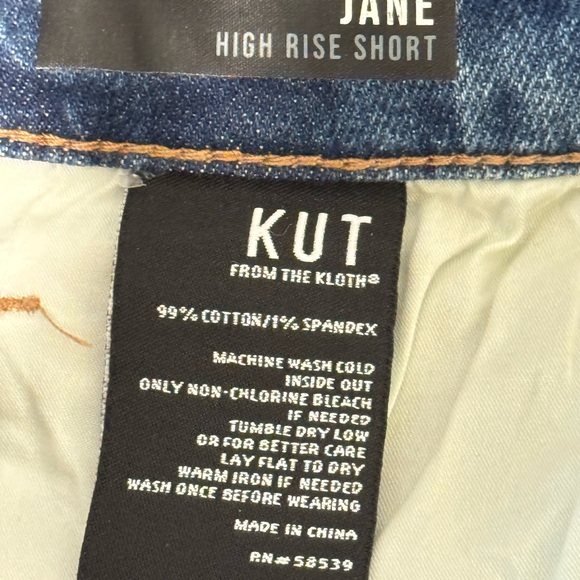 JANE
HIGH RISE SHORT
KUT
FROM THE KLOTH®
99% COTTON/1% SPANDEX
MACHINE WASH COLD
INSIDE OUT
ONLY NON-CHLORINE BLEACH
IF NEEDED
TUMBLE DRY LOW
OR FOR BETTER CARE
LAY FLAT TO DRY
WARM IRON IF NEEDED
WASH ONCE BEFORE WEARING
MADE IN CHINA
RN# 58539